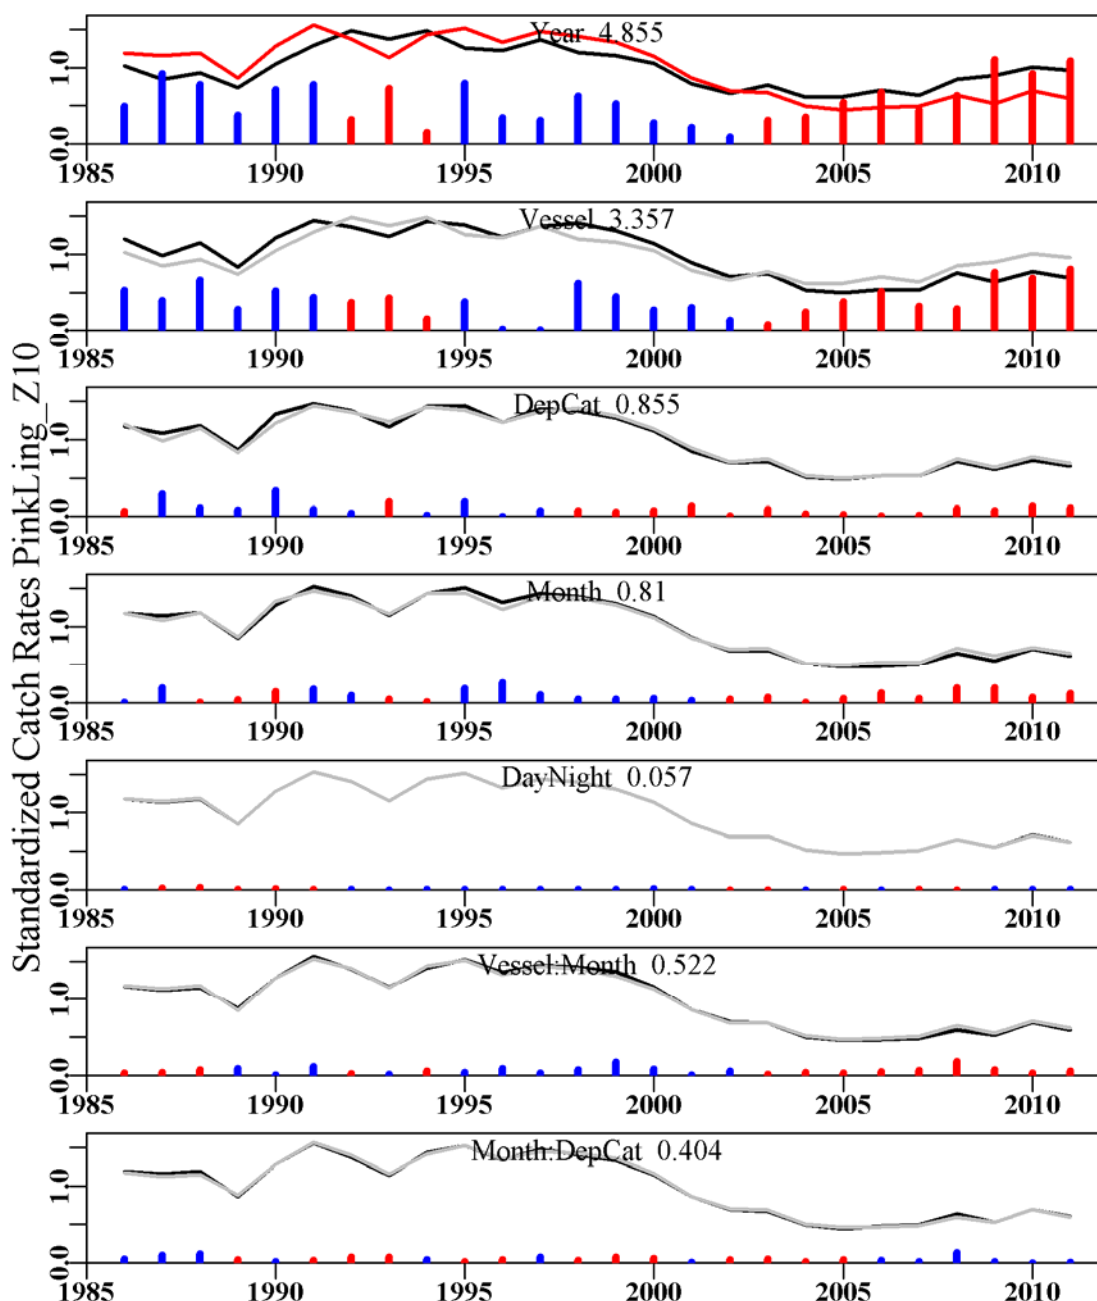 Standardized Catch Rates PinkLing_Z10
Year 4.855
0.0 1.0
1985 1990 1995 2000 2005 2010
Vessel 3.357
0.0 1.0
1985 1990 1995 2000 2005 2010
DepCat 0.855
0.0 1.0
1985 1990 1995 2000 2005 2010
Month 0.81
0.0 1.0
1985 1990 1995 2000 2005 2010
DayNight 0.057
0.0 1.0
1985 1990 1995 2000 2005 2010
Vessel:Month 0.522
0.0 1.0
1985 1990 1995 2000 2005 2010
Month:DepCat 0.404
0.0 1.0
1985 1990 1995 2000 2005 2010